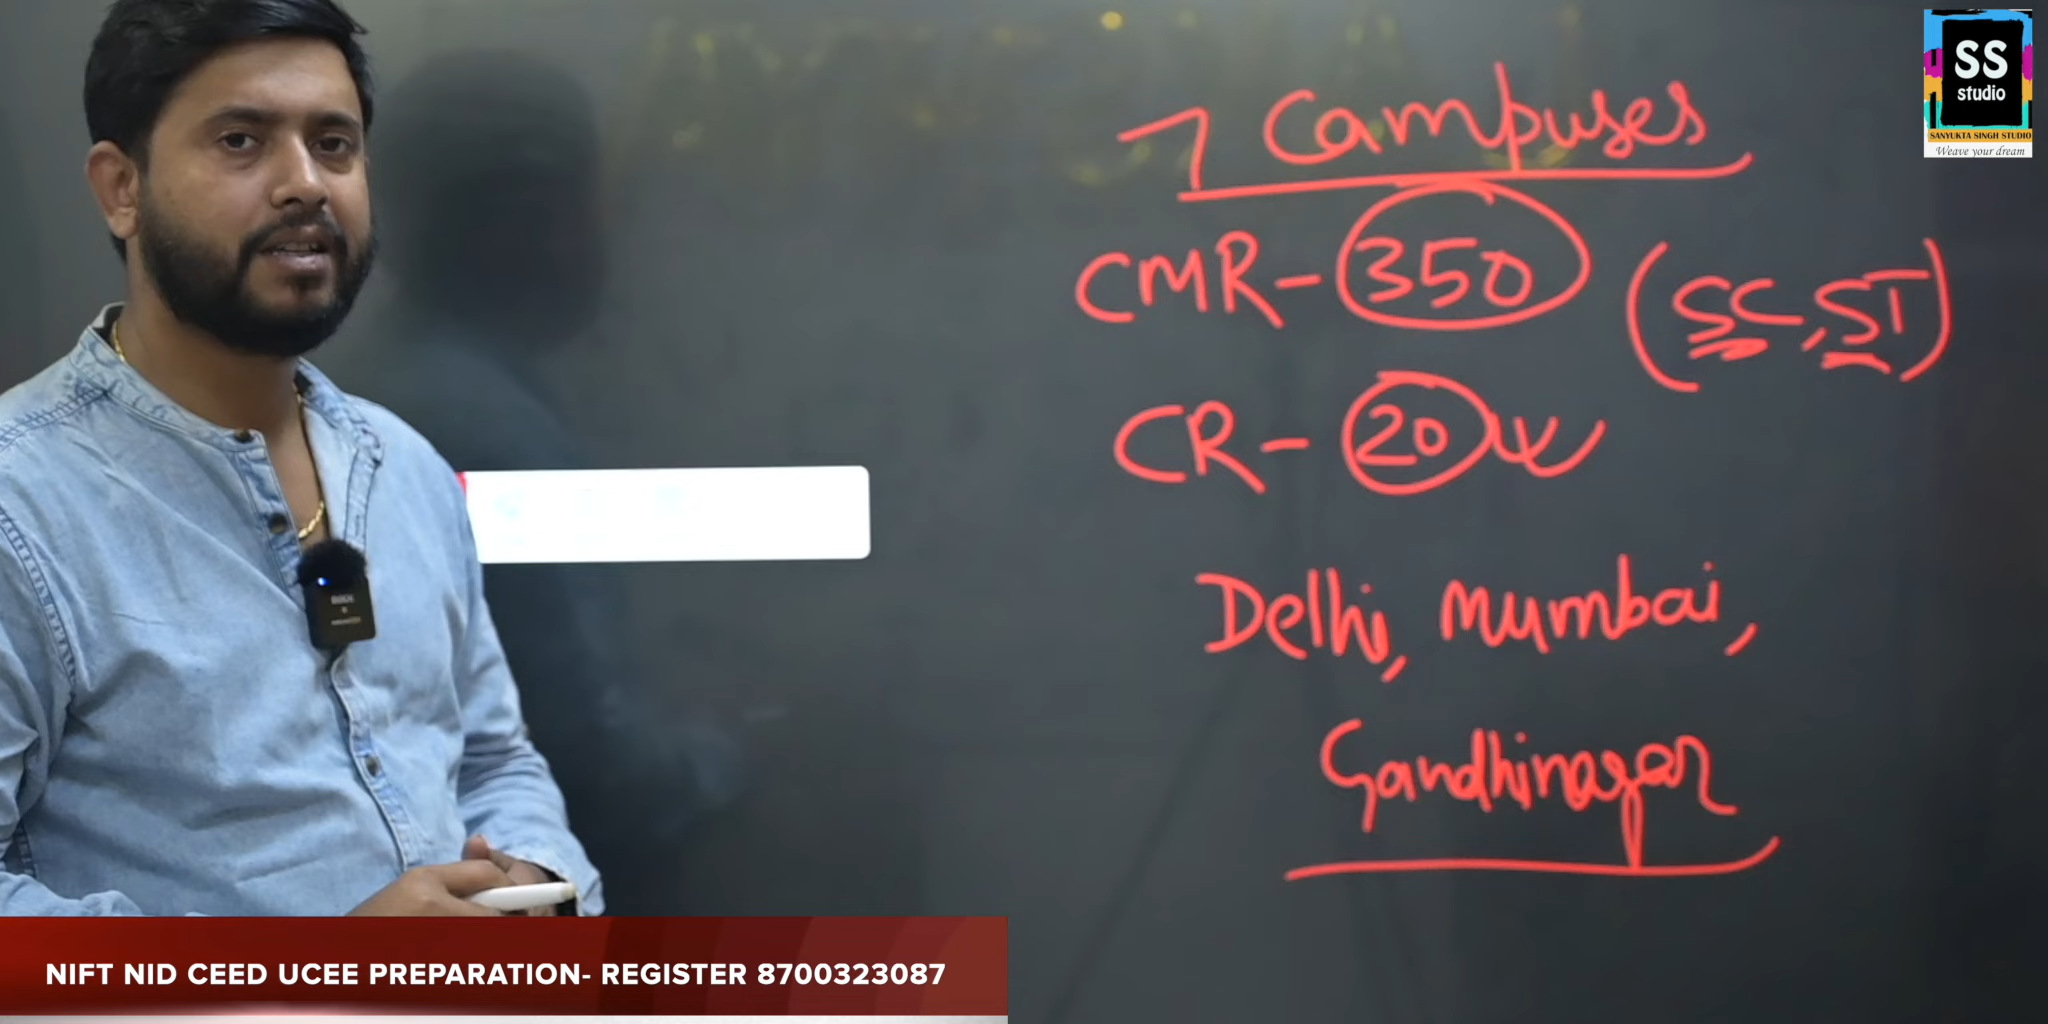 7 Campuses
CMR - 350 (SC, ST)
CR - 20
Delhi, Mumbai,
Gandhinagar
SS
studio
SANYUKTA SINGH STUDIO
Weave your dream
NIFT NID CEED UCEE PREPARATION- REGISTER 8700323087